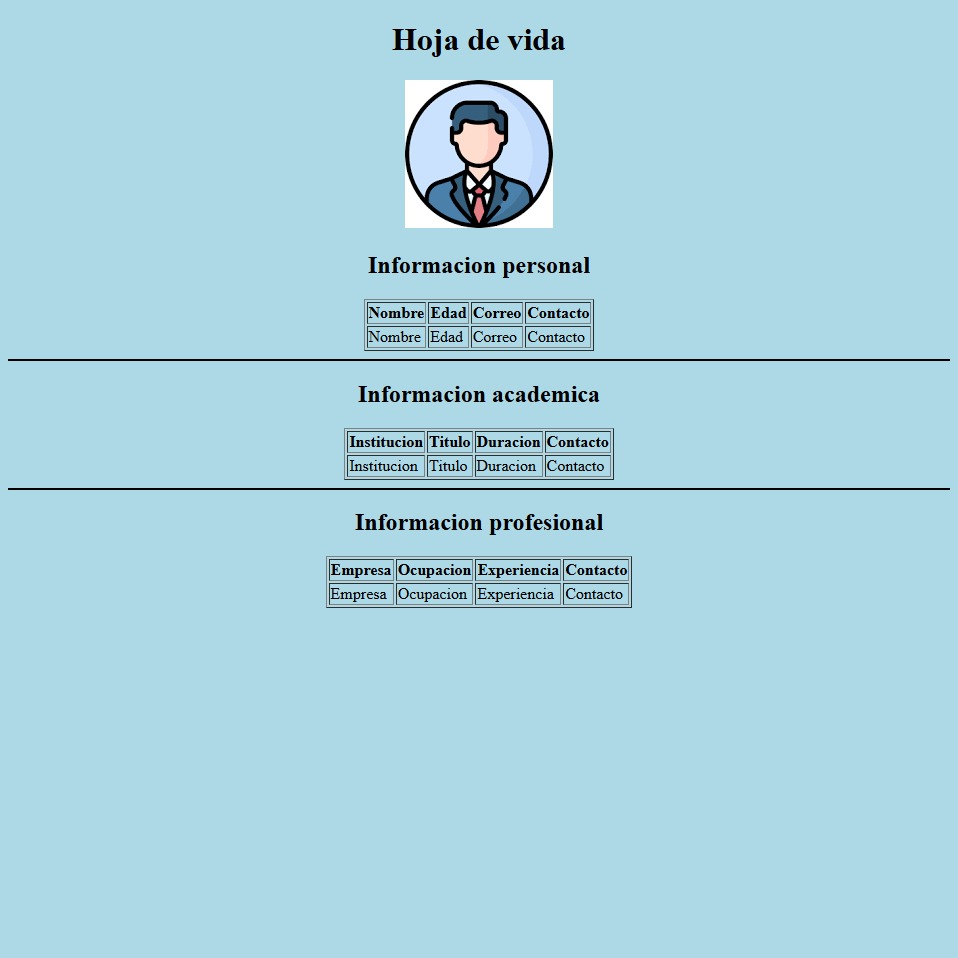 Hoja de vida
Informacion personal
Nombre Edad Correo Contacto
Nombre Edad Correo Contacto
Informacion academica
Institucion Titulo Duracion Contacto
Institucion Titulo Duracion Contacto
Informacion profesional
Empresa Ocupacion Experiencia Contacto
Empresa Ocupacion Experiencia Contacto